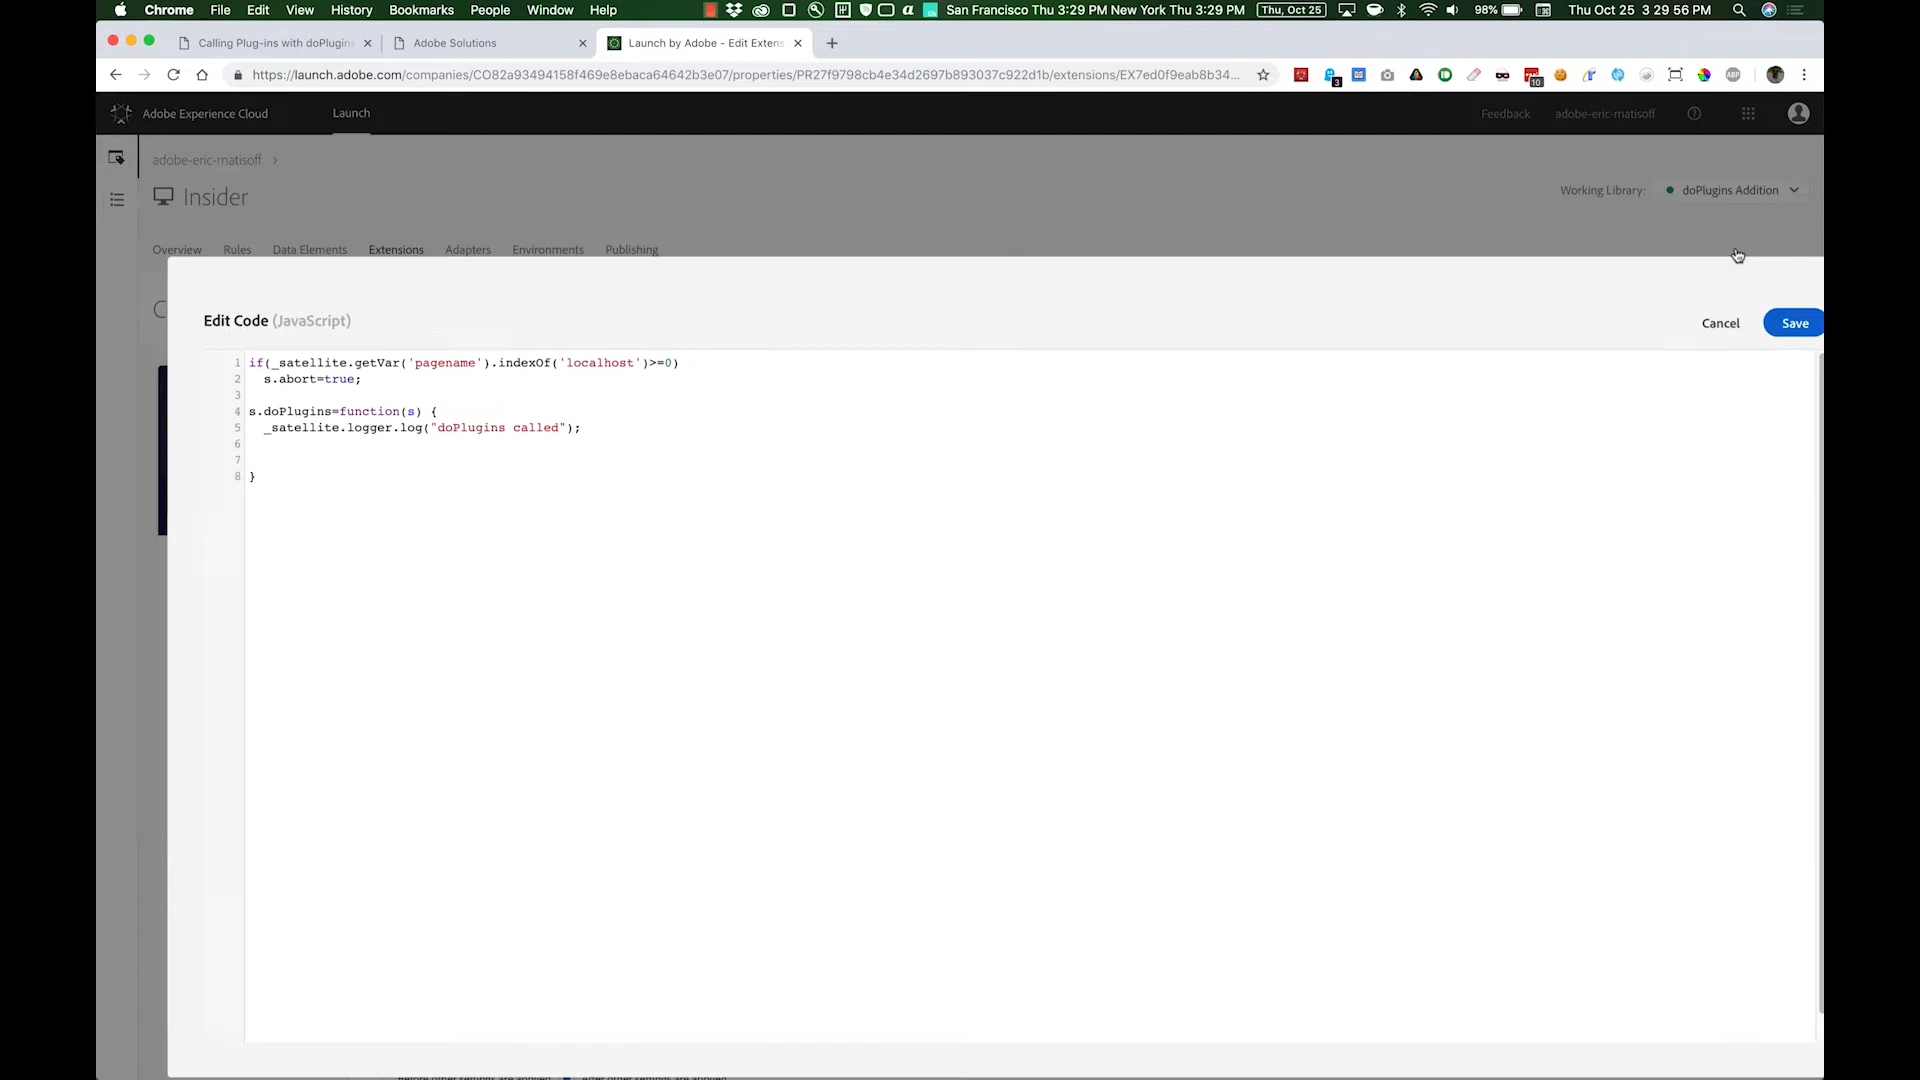 Chrome File Edit View History Bookmarks People Window Help San Francisco Thu 3:29 PM New York Thu 3:29 PM Thu, Oct 25 98% Thu Oct 25 3 29 56 PM
Calling Plug-ins with doPlugins Adobe Solutions Launch by Adobe - Edit Extens
https://launch.adobe.com/companies/CO82a93494158f469e8ebaca64642b3e07/properties/PR27f9798cb4e34d2697b893037c922d1b/extensions/EX7ed0f9eab8b34... 3 10 ABP
Adobe Experience Cloud Launch Feedback adobe-eric-matisoff
adobe-eric-matisoff
Insider
Working Library: doPlugins Addition
Overview Rules Data Elements Extensions Adapters Environments Publishing
Edit Code (JavaScript)
Cancel Save
1 if(_satellite.getVar('pagename').indexOf('localhost')>=0)
2 s.abort=true;
3
4 s.doPlugins=function(s) {
5 _satellite.logger.log("doPlugins called");
6
7
8 }